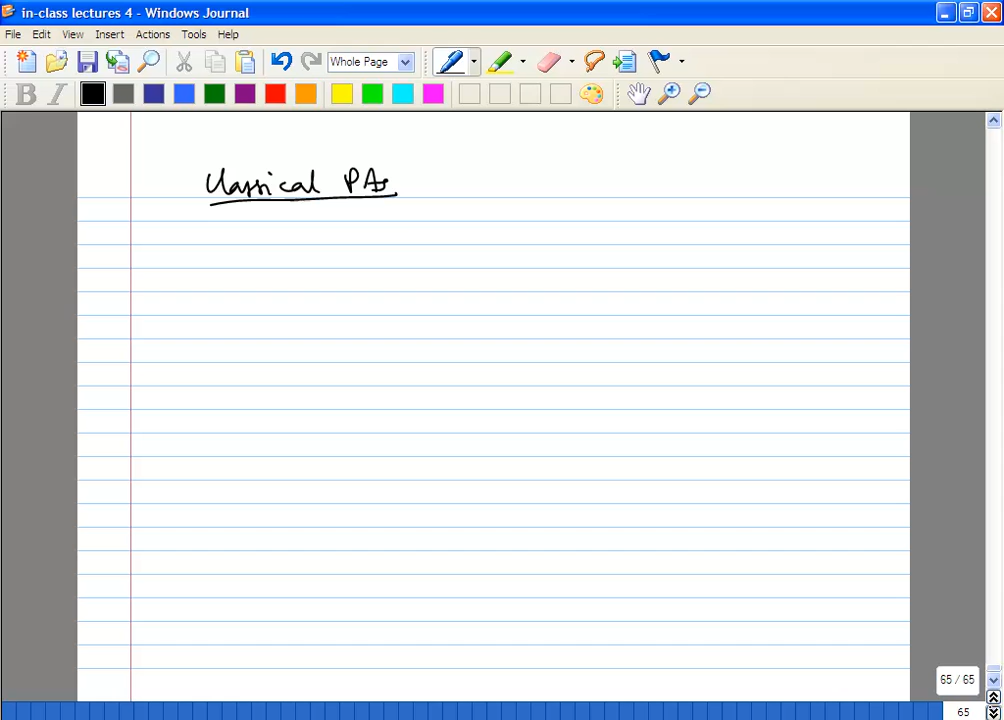 in-class lectures 4 - Windows Journal
File Edit View Insert Actions Tools Help
Whole Page
B I
Classical PAs
65 / 65
65